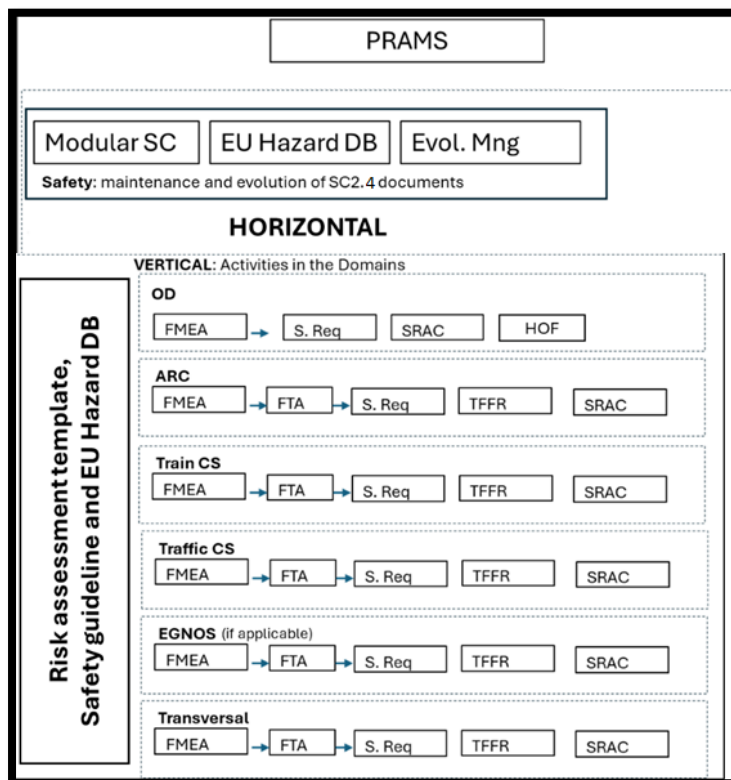 PRAMS
Modular SC
EU Hazard DB
Evol. Mng
Safety: maintenance and evolution of SC2.4 documents
HORIZONTAL
Risk assessment template,
Safety guideline and EU Hazard DB
VERTICAL: Activities in the Domains
OD
FMEA
S. Req
SRAC
HOF
ARC
FMEA
FTA
S. Req
TFFR
SRAC
Train CS
FMEA
FTA
S. Req
TFFR
SRAC
Traffic CS
FMEA
FTA
S. Req
TFFR
SRAC
EGNOS (if applicable)
FMEA
FTA
S. Req
TFFR
SRAC
Transversal
FMEA
FTA
S. Req
TFFR
SRAC